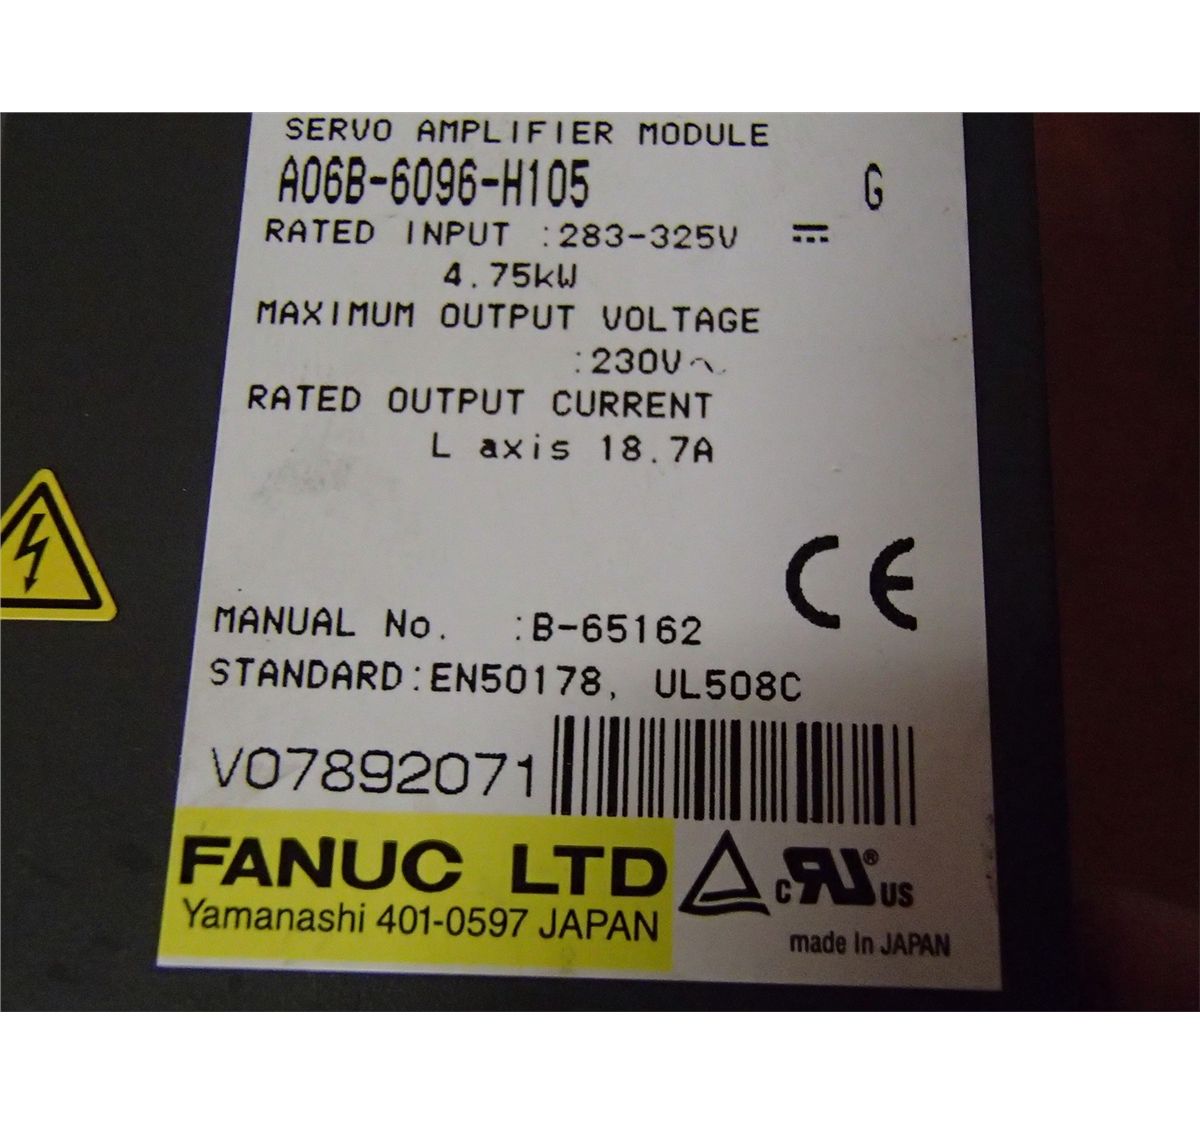 SERVO AMPLIFIER MODULE
A06B-6096-H105 G
RATED INPUT :283-325V ⎓
4.75kW
MAXIMUM OUTPUT VOLTAGE
:230V~
RATED OUTPUT CURRENT
L axis 18.7A
CE
MANUAL No. :B-65162
STANDARD:EN50178, UL508C
V07892071
FANUC LTD
Yamanashi 401-0597 JAPAN
c RU® US
made in JAPAN